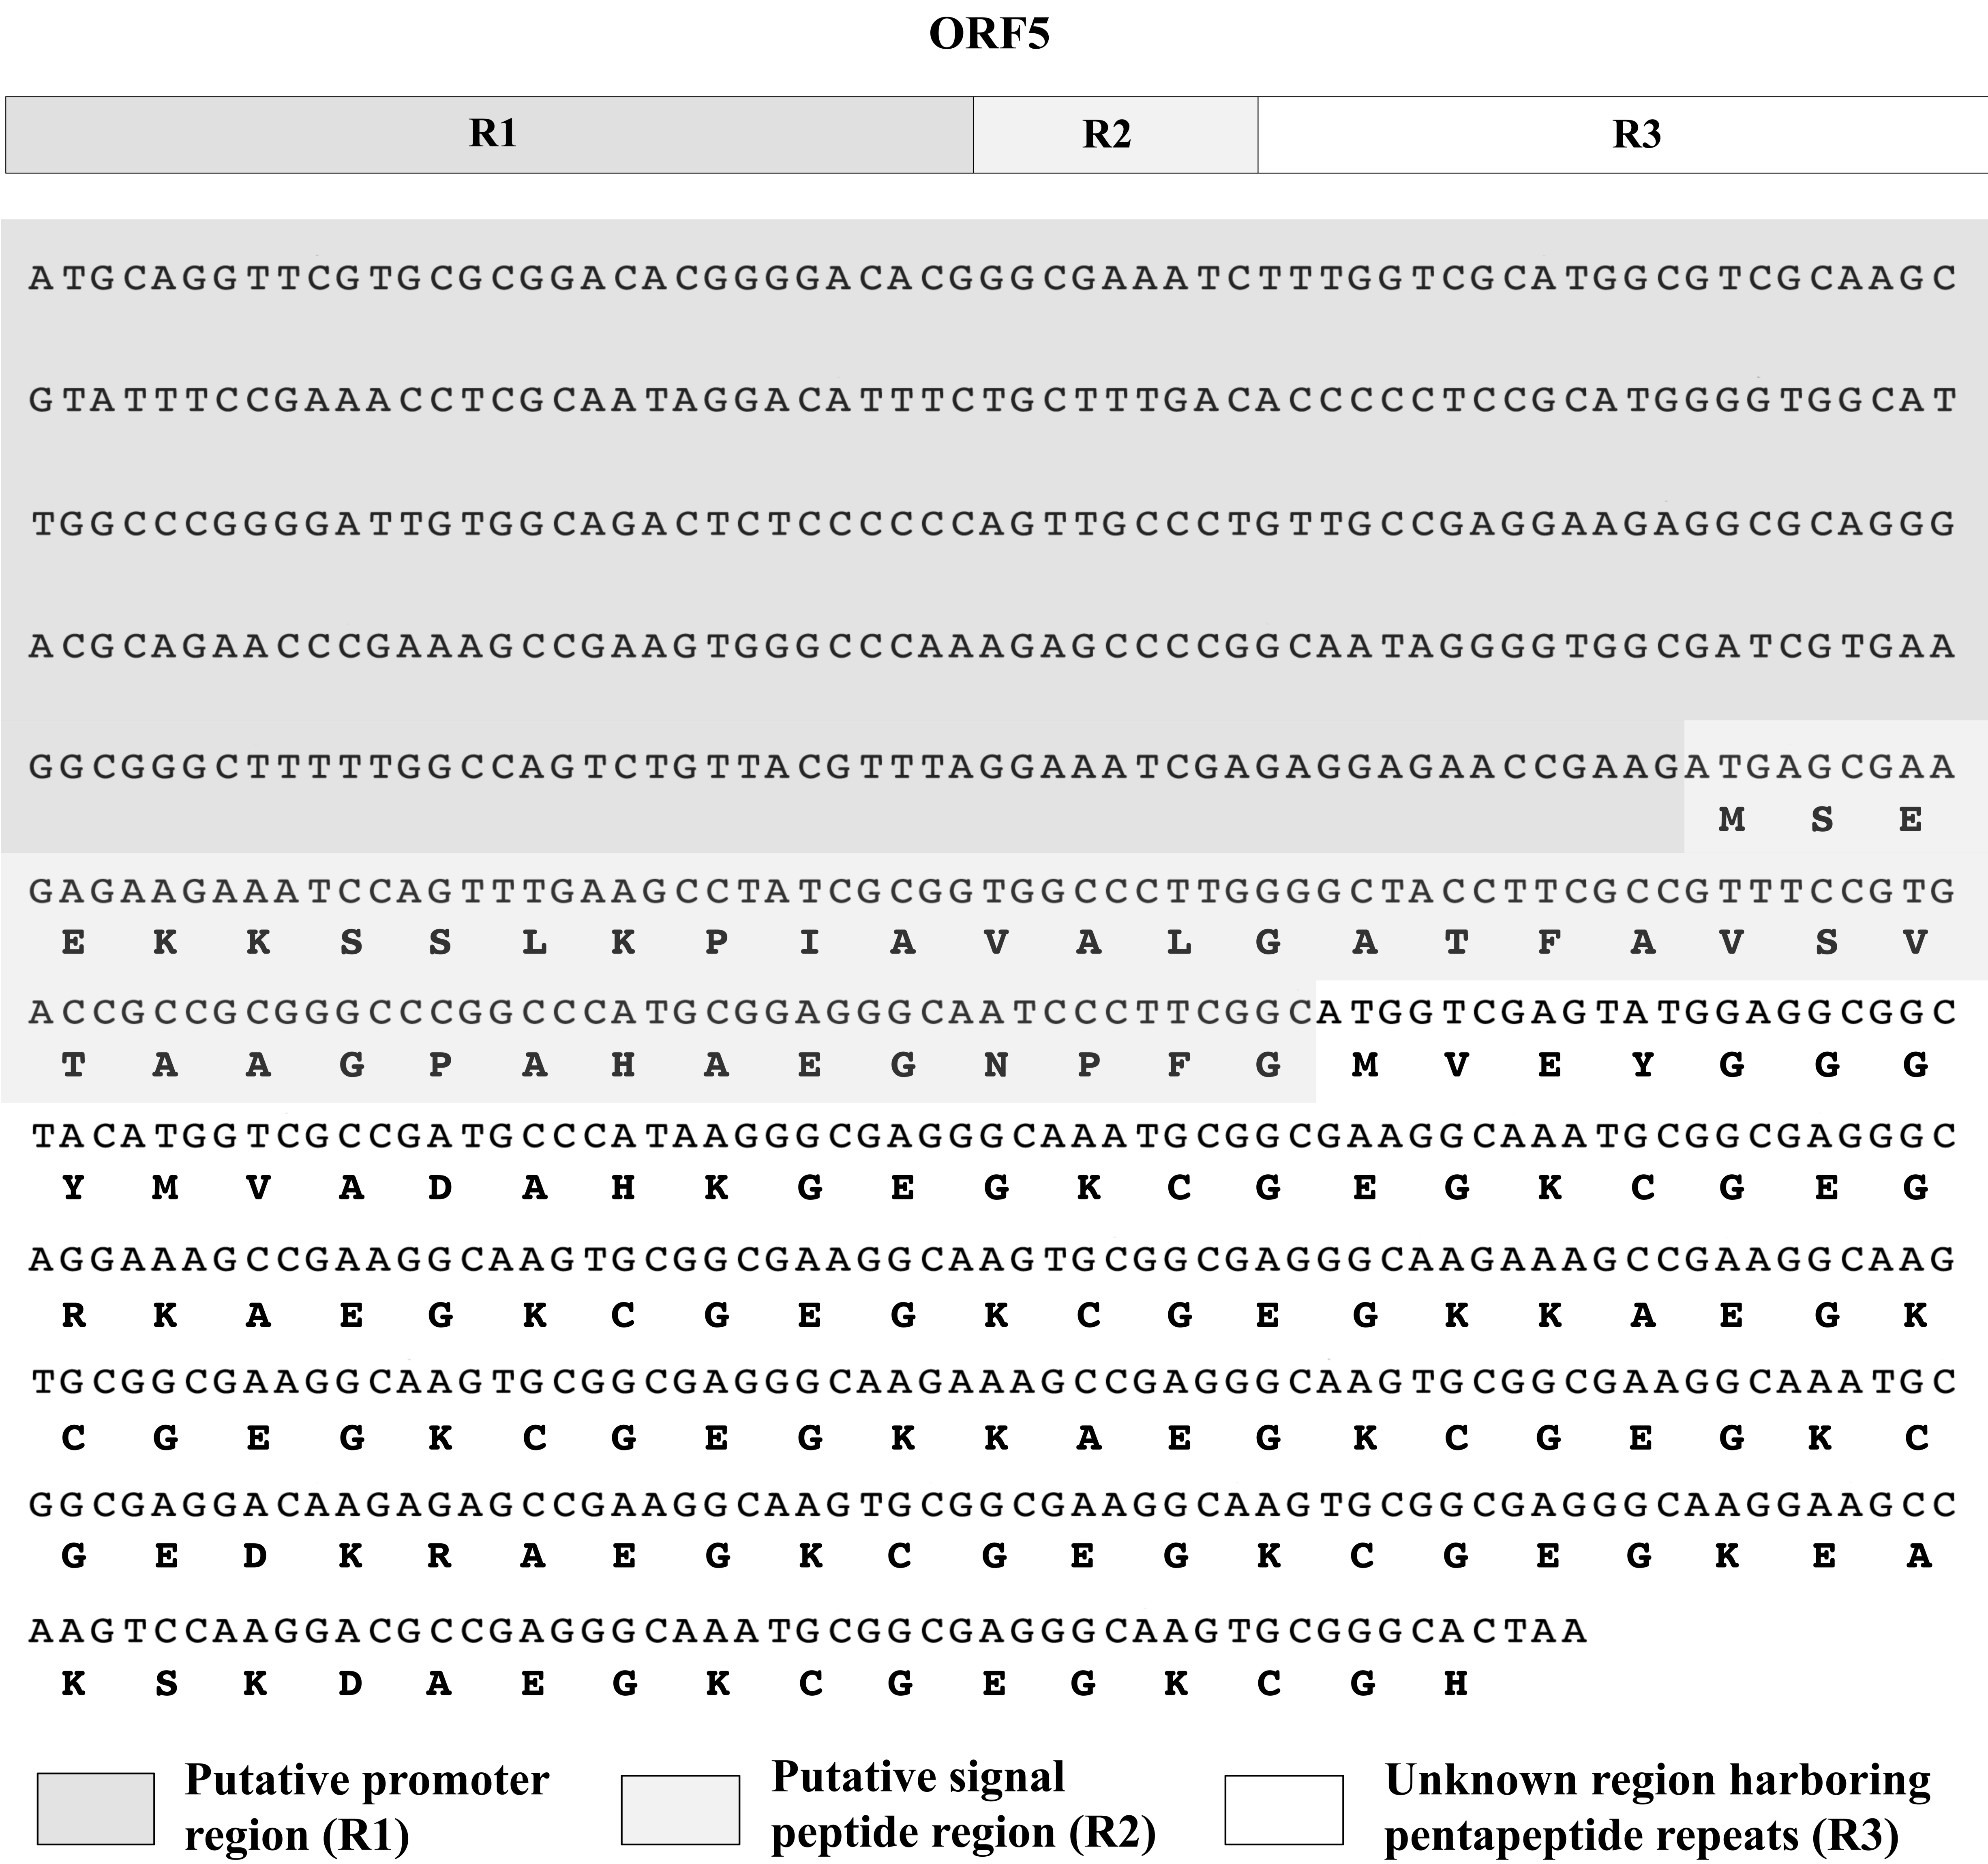 ORF5
R1 R2 R3
ATGCAGGTTCGTGCGCGGACACGGGGACACGGGCGAAATCTTTGGTCGCATGGCGTCGCAAGC
GTATTTCCGAAACCTCGCAATAGGACATTTCTGCTTTGACACCCCCTCCGCATGGGGTGGCAT
TGGCCCGGGGATTGTGGCAGACTCTCCCCCCAGTTGCCCTGTTGCCGAGGAAGAGGCGCAGGG
ACGCAGAACCCGAAAGCCGAAGTGGGCCCAAAGAGCCCCGGCAATAGGGGTGGCGATCGTGAA
GGCGGGCTTTTTGGCCAGTCTGTTACGTTTAGGAAATCGAGAGGAGAACCGAAGATGAGCGAA
M S E
GAGAAGAAATCCAGTTTGAAGCCTATCGCGGTGGCCCTTGGGGCTACCTTCGCCGTTTCCGTG
E K K S S L K P I A V A L G A T F A V S V
ACCGCCGCGGGCCCGGCCCATGCGGAGGGCAATCCCTTCGGCATGGTCGAGTATGGAGGCGGC
T A A G P A H A E G N P F G M V E Y G G G
TACATGGTCGCCGATGCCCATAAGGGCGAGGGCAAATGCGGCGAAGGCAAATGCGGCGAGGGC
Y M V A D A H K G E G K C G E G K C G E G
AGGAAAGCCGAAGGCAAGTGCGGCGAAGGCAAGTGCGGCGAGGGCAAGAAAGCCGAAGGCAAG
R K A E G K C G E G K C G E G K K A E G K
TGCGGCGAAGGCAAGTGCGGCGAGGGCAAGAAAGCCGAGGGCAAGTGCGGCGAAGGCAAATGC
C G E G K C G E G K K A E G K C G E G K C
GGCGAGGACAAGAGAGCCGAAGGCAAGTGCGGCGAAGGCAAGTGCGGCGAGGGCAAGGAAGCC
G E D K R A E G K C G E G K C G E G K E A
AAGTCCAAGGACGCCGAGGGCAAATGCGGCGAGGGCAAGTGCGGGCACTAA
K S K D A E G K C G E G K C G H
Putative promoter region (R1)
Putative signal peptide region (R2)
Unknown region harboring pentapeptide repeats (R3)